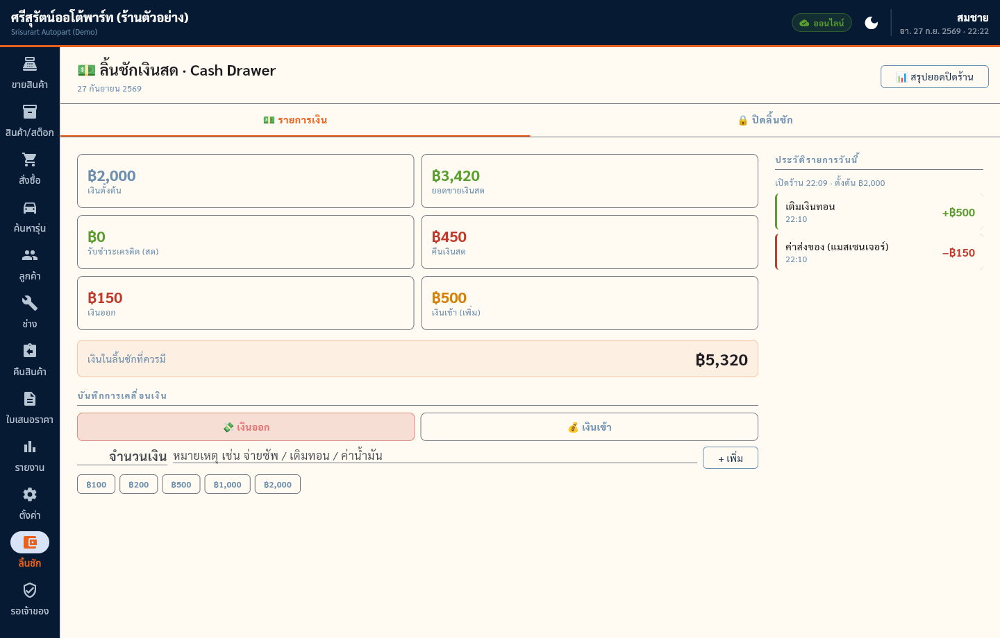 ศรีสุรัตน์ออโต้พาร์ท (ร้านตัวอย่าง)
Srisurart Autopart (Demo)
ออนไลน์
สมชาย
อา. 27 ก.ย. 2569 · 22:22
ขายสินค้า
สินค้า/สต็อก
สั่งซื้อ
ค้นหารุ่น
ลูกค้า
ช่าง
คืนสินค้า
ใบเสนอราคา
รายงาน
ตั้งค่า
ลิ้นชัก
รอเจ้าของ
💵 ลิ้นชักเงินสด · Cash Drawer
27 กันยายน 2569
📊 สรุปยอดปิดร้าน
💵 รายการเงิน
🔒 ปิดลิ้นชัก
฿2,000
เงินตั้งต้น
฿3,420
ยอดขายเงินสด
฿0
รับชำระเครดิต (สด)
฿450
คืนเงินสด
฿150
เงินออก
฿500
เงินเข้า (เพิ่ม)
เงินในลิ้นชักที่ควรมี
฿5,320
บันทึกการเคลื่อนเงิน
💸 เงินออก
💰 เงินเข้า
จำนวนเงิน
หมายเหตุ เช่น จ่ายซัพ / เติมทอน / ค่าน้ำมัน
+ เพิ่ม
฿100
฿200
฿500
฿1,000
฿2,000
ประวัติรายการวันนี้
เปิดร้าน 22:09 · ตั้งต้น ฿2,000
เติมเงินทอน
22:10
+฿500
ค่าส่งของ (แมสเซนเจอร์)
22:10
−฿150